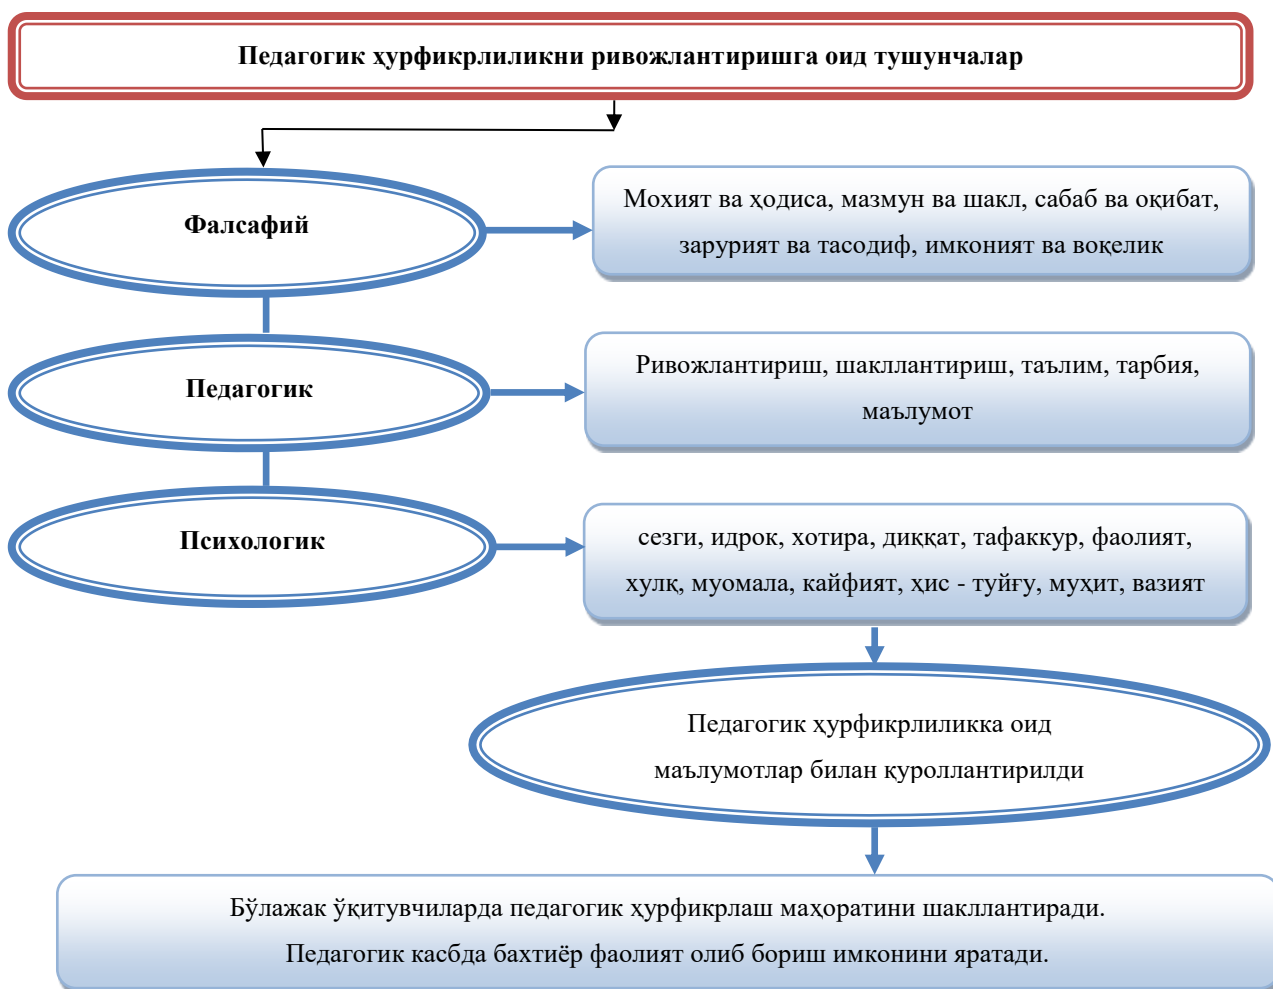 Педагогик ҳурфикрлиликни ривожлантиришга оид тушунчалар
Фалсафий
Мохият ва ҳодиса, мазмун ва шакл, сабаб ва оқибат,
зарурият ва тасодиф, имконият ва воқелик
Педагогик
Ривожлантириш, шакллантириш, таълим, тарбия,
маълумот
Психологик
сезги, идрок, хотира, диққат, тафаккур, фаолият,
хулқ, муомала, кайфият, ҳис - туйғу, муҳит, вазият
Педагогик ҳурфикрлиликка оид
маълумотлар билан қуроллантирилди
Бўлажак ўқитувчиларда педагогик ҳурфикрлаш маҳоратини шакллантиради.
Педагогик касбда бахтиёр фаолият олиб бориш имконини яратади.